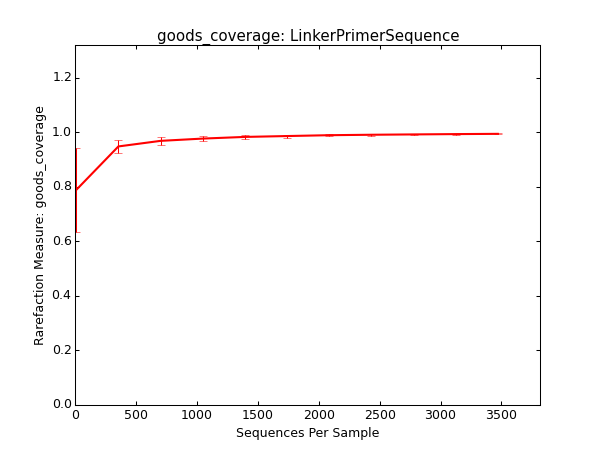 goods_coverage: LinkerPrimerSequence
Rarefaction Measure: goods_coverage
1.2
1.0
0.8
0.6
0.4
0.2
0.0
0 500 1000 1500 2000 2500 3000 3500
Sequences Per Sample